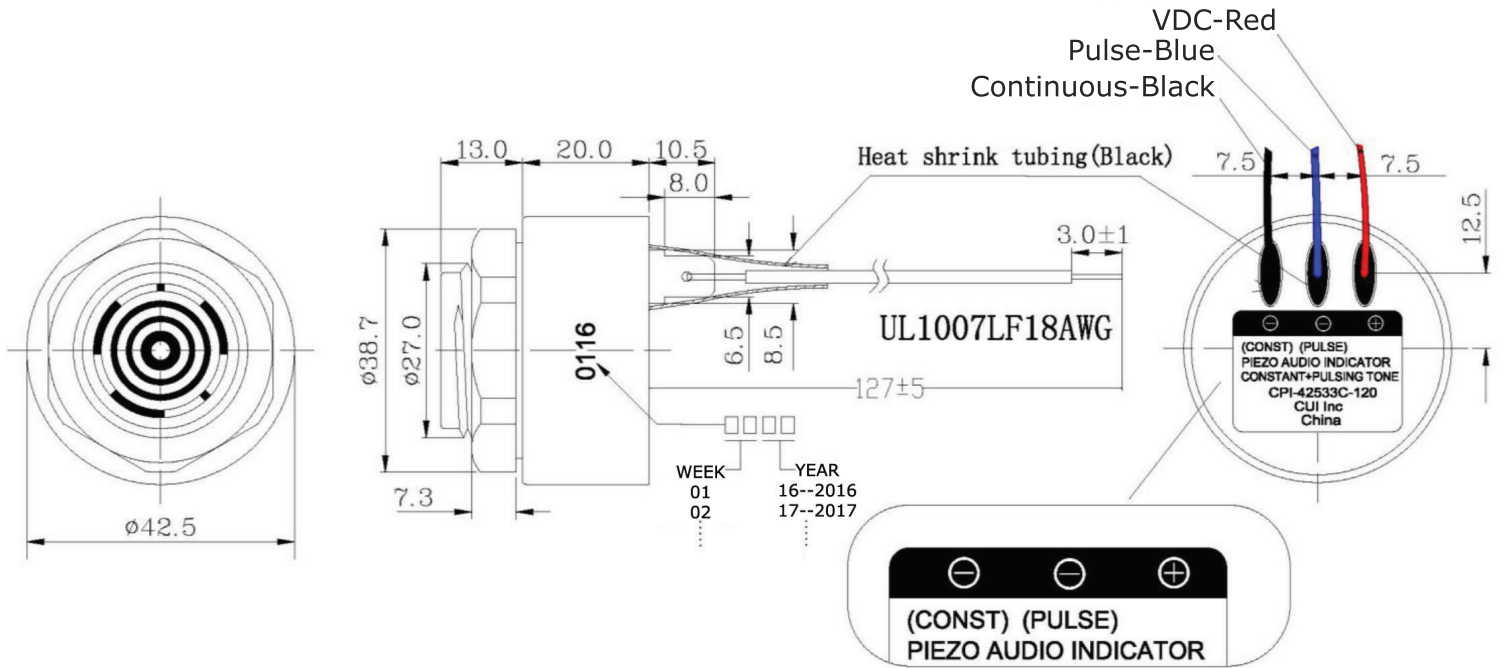 VDC-Red
Pulse-Blue
Continuous-Black
13.0
20.0
10.5
8.0
Heat shrink tubing(Black)
7.5
7.5
12.5
3.0±1
ø38.7
ø27.0
0116
6.5
8.5
UL1007LF18AWG
127±5
7.3
ø42.5
WEEK
01
02
YEAR
16--2016
17--2017
(CONST) (PULSE)
PIEZO AUDIO INDICATOR
CONSTANT+PULSING TONE
CPI-42533C-120
CUI Inc
China
(CONST) (PULSE)
PIEZO AUDIO INDICATOR